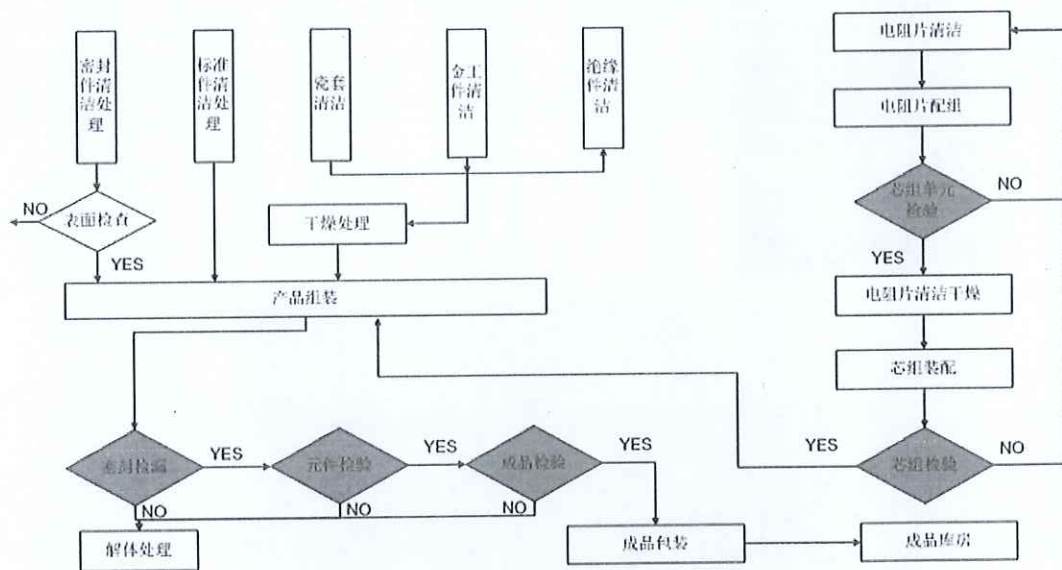 密封件清洁处理
标准件清洁处理
瓷套清洁
金工件清洁
绝缘件清洁
电阻片清洁
电阻片配组
芯组单元
检验
NO
YES
NO
表面检查
YES
干燥处理
产品组装
电阻片清洁干燥
芯组装配
密封检漏
YES
元件检验
YES
成品检验
YES
YES
芯组检验
NO
NO
NO
NO
解体处理
成品包装
成品库房